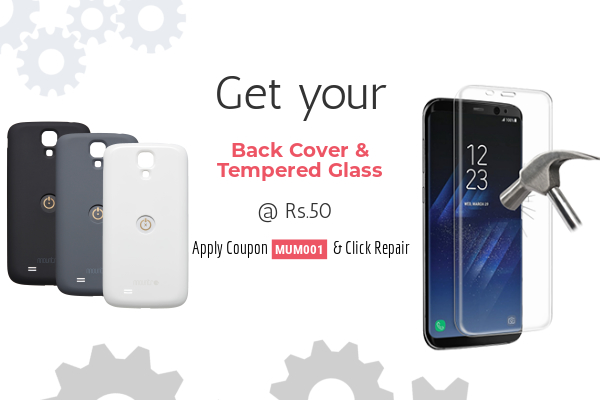 Get your
Back Cover &
Tempered Glass
@ Rs.50
Apply Coupon MUM001 & Click Repair
12
23